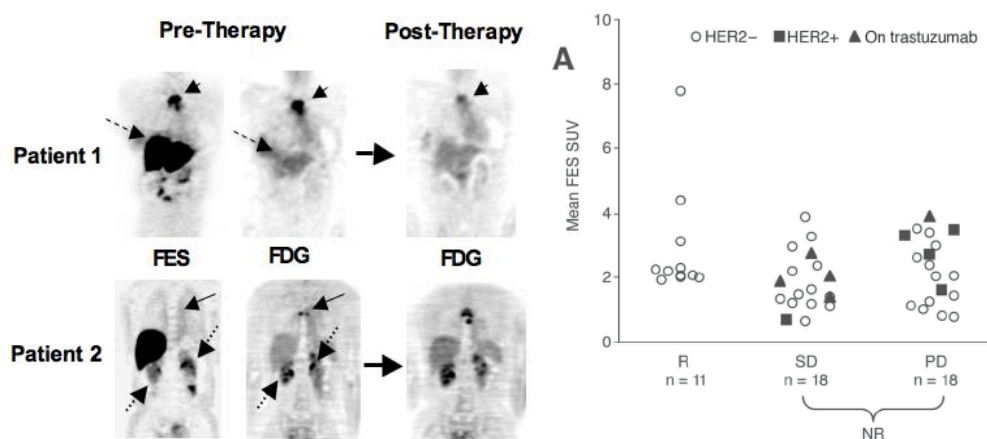 Pre-Therapy
Post-Therapy
Patient 1
FES
FDG
FDG
Patient 2
A
10
8
6
4
2
0
Mean FES SUV
HER2−
HER2+
On trastuzumab
R
n = 11
SD
n = 18
PD
n = 18
NR